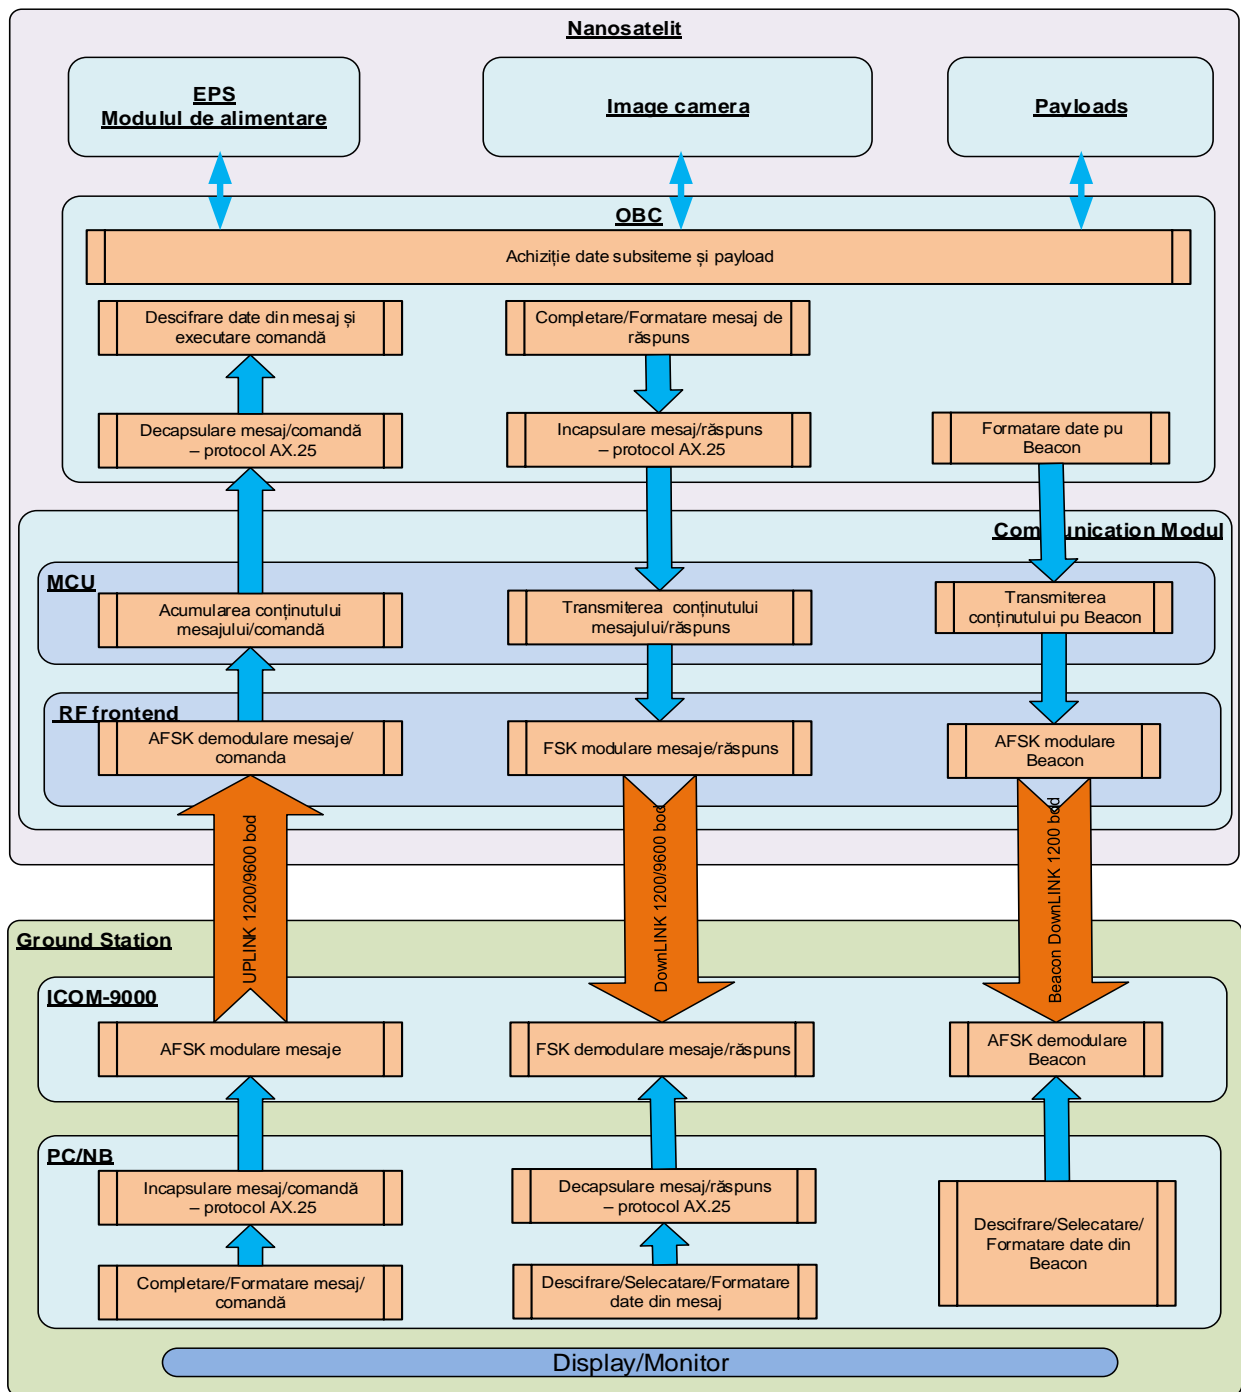 Nanosatelit
EPS
Modulul de alimentare
Image camera
Payloads
OBC
Achiziție date subsiteme și payload
Descifrare date din mesaj și
executare comandă
Completare/Formatare mesaj de
răspuns
Decapsulare mesaj/comandă
– protocol AX.25
Incapsulare mesaj/răspuns
– protocol AX.25
Formatare date pu
Beacon
Communication Modul
MCU
Acumularea conținutului
mesajului/comandă
Transmiterea conținutului
mesajului/răspuns
Transmiterea
conținutului pu Beacon
RF frontend
AFSK demodulare mesaje/
comanda
FSK modulare mesaje/răspuns
AFSK modulare
Beacon
UPLINK 1200/9600 bod
DownLINK 1200/9600 bod
Beacon DownLINK 1200 bod
Ground Station
ICOM-9000
AFSK modulare mesaje
FSK demodulare mesaje/răspuns
AFSK demodulare
Beacon
PC/NB
Incapsulare mesaj/comandă
– protocol AX.25
Decapsulare mesaj/răspuns
– protocol AX.25
Descifrare/Selecatare/
Formatare date din
Beacon
Completare/Formatare mesaj/
comandă
Descifrare/Selecatare/Formatare
date din mesaj
Display/Monitor